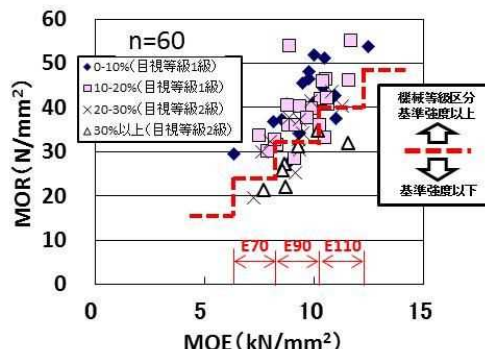 n=60
0-10%(目視等級1級)
10-20%(目視等級1級)
20-30%(目視等級2級)
30%以上(目視等級2級)
機械等級区分
基準強度以上
基準強度以下
MOR(N/mm²)
60
50
40
30
20
10
0
E70 E90 E110
0 5 10 15
MOE(kN/mm²)